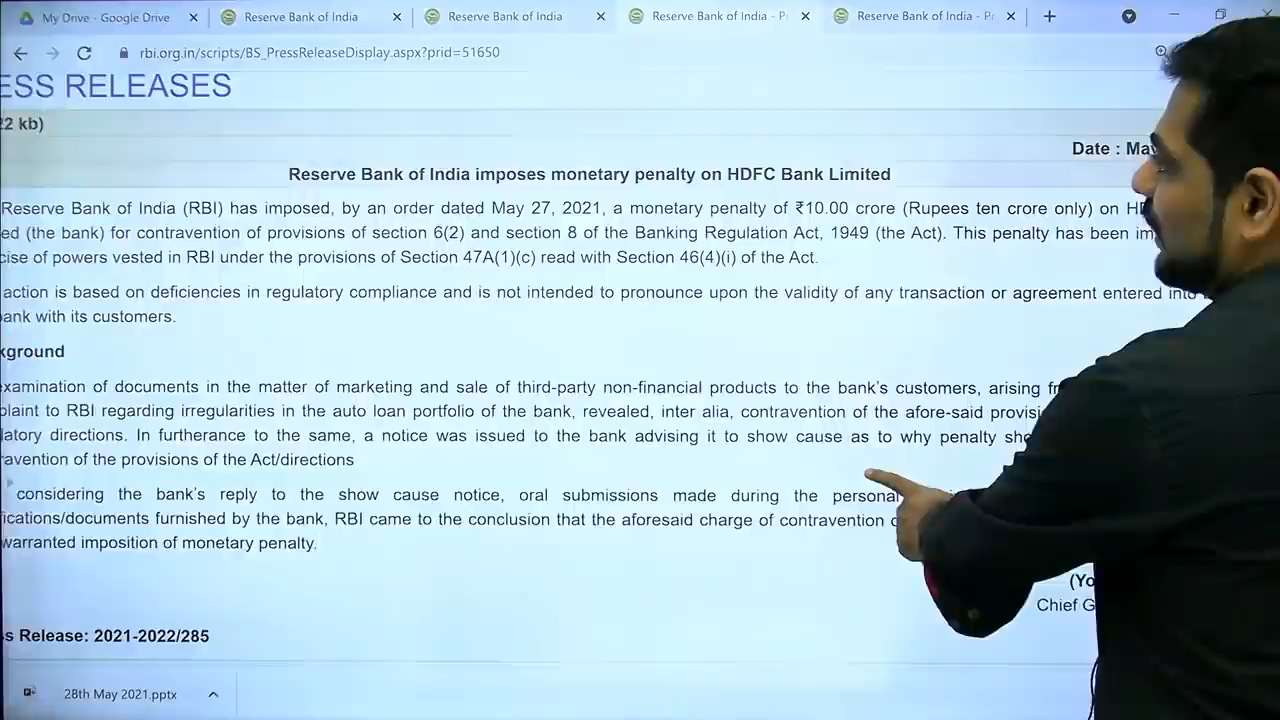 My Drive - Google Drive
Reserve Bank of India
Reserve Bank of India
Reserve Bank of India - P
Reserve Bank of India - Pr
rbi.org.in/scripts/BS_PressReleaseDisplay.aspx?prid=51650
ESS RELEASES
22 kb)
Date : May
Reserve Bank of India imposes monetary penalty on HDFC Bank Limited
Reserve Bank of India (RBI) has imposed, by an order dated May 27, 2021, a monetary penalty of ₹10.00 crore (Rupees ten crore only) on
ed (the bank) for contravention of provisions of section 6(2) and section 8 of the Banking Regulation Act, 1949 (the Act). This penalty has been im
cise of powers vested in RBI under the provisions of Section 47A(1)(c) read with Section 46(4)(i) of the Act.
action is based on deficiencies in regulatory compliance and is not intended to pronounce upon the validity of any transaction or agreement entered into
ank with its customers.
kground
examination of documents in the matter of marketing and sale of third-party non-financial products to the bank's customers, arising
plaint to RBI regarding irregularities in the auto loan portfolio of the bank, revealed, inter alia, contravention of the afore-said provisi
latory directions. In furtherance to the same, a notice was issued to the bank advising it to show cause as to why penalty sho
ravention of the provisions of the Act/directions
considering the bank's reply to the show cause notice, oral submissions made during the personal
ications/documents furnished by the bank, RBI came to the conclusion that the aforesaid charge of contravention
warranted imposition of monetary penalty.
(Yo
Chief G
s Release: 2021-2022/285
28th May 2021.pptx